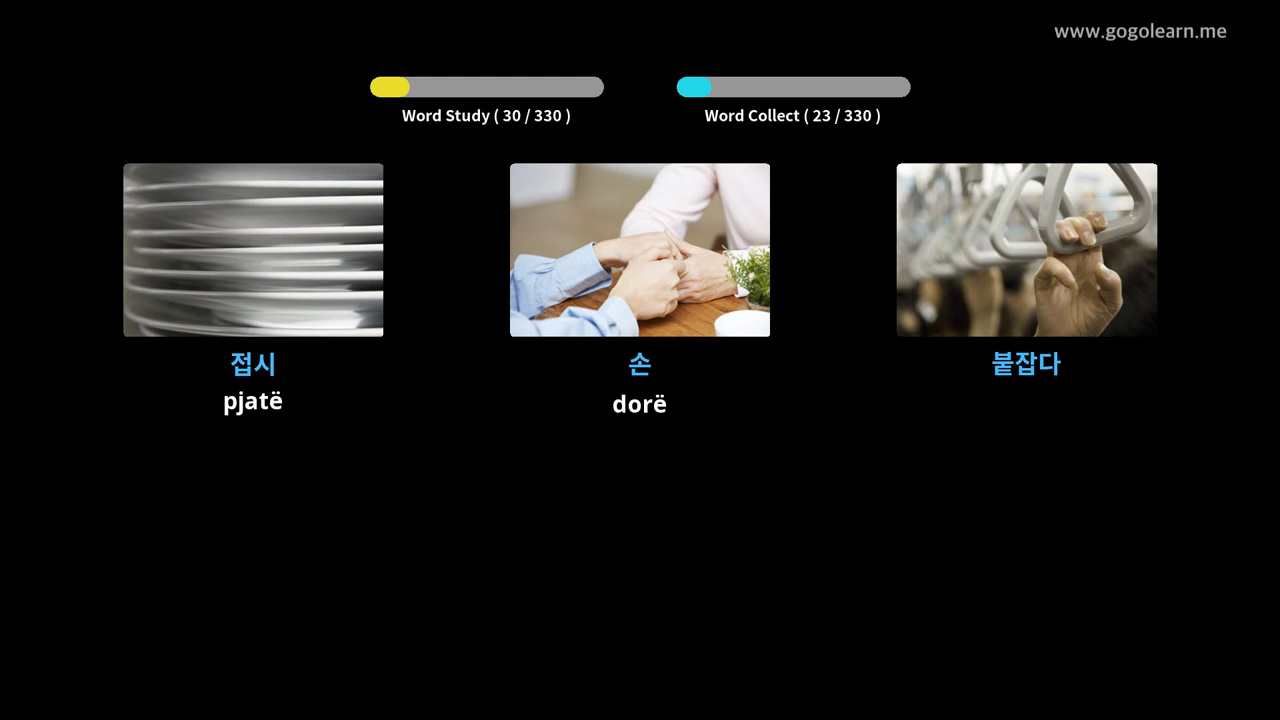 www.gogolearn.me
Word Study ( 30 / 330 )
Word Collect ( 23 / 330 )
접시
pjatë
손
dorë
붙잡다